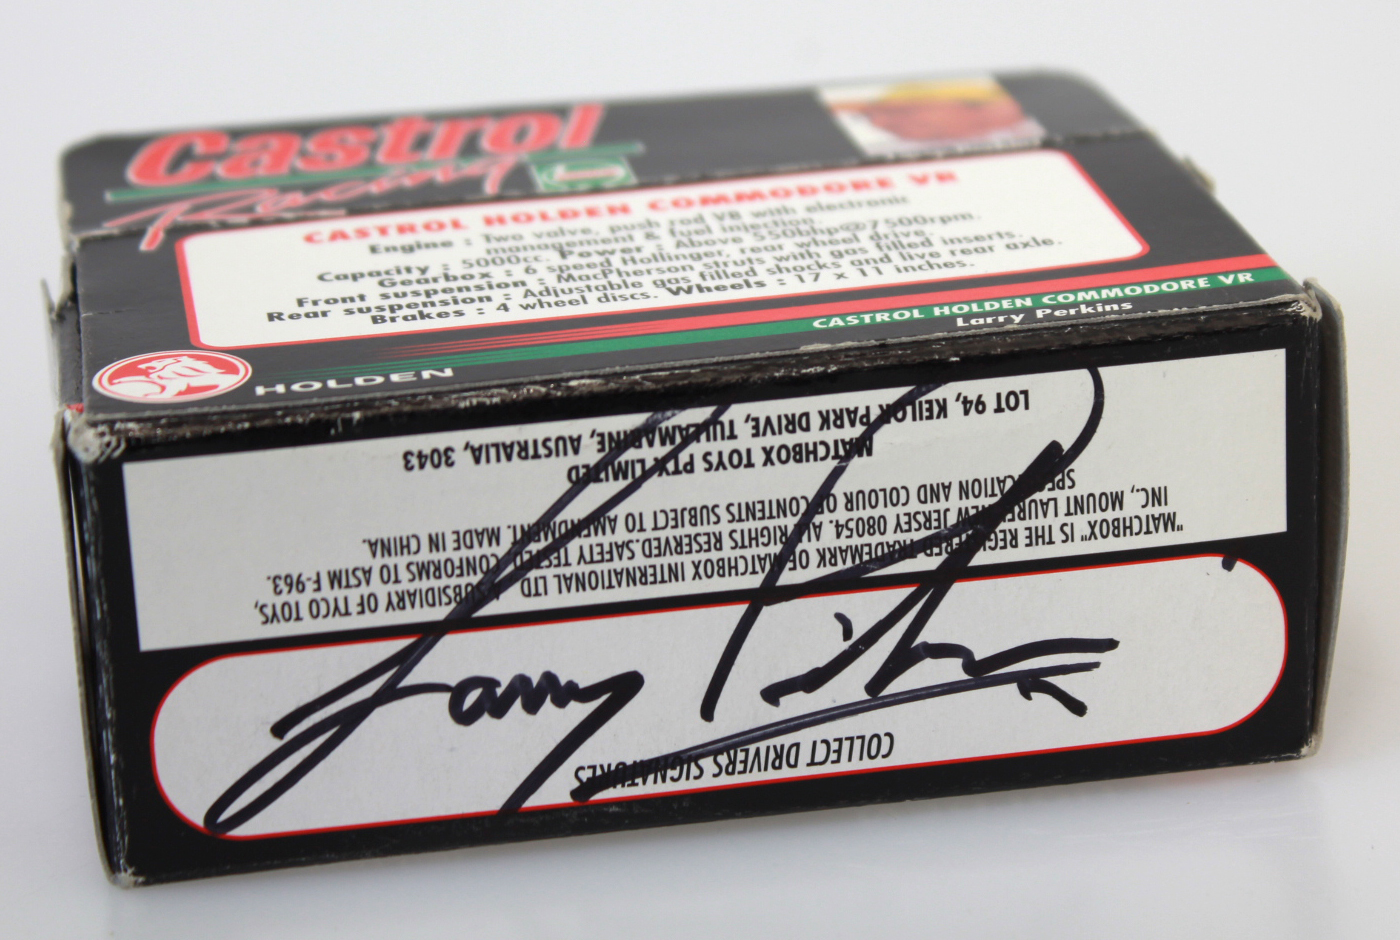 Castrol
Racing
CASTROL HOLDEN COMMODORE VR
Engine : Two valve, push rod V8 with electronic
management & fuel injection.
Capacity : 5000cc. Power : Above 550bhp@7500rpm.
Gearbox : 6 speed Hollinger, rear wheel drive.
Front suspension : MacPherson struts with gas filled inserts.
Rear suspension : Adjustable gas filled shocks and live rear axle.
Brakes : 4 wheel discs. Wheels : 17 x 11 inches.
CASTROL HOLDEN COMMODORE VR
Larry Perkins
HOLDEN
Larry Perkins
COLLECT DRIVERS SIGNATURES
"MATCHBOX" IS THE REGISTERED TRADEMARK OF MATCHBOX INTERNATIONAL LTD A SUBSIDIARY OF TYCO TOYS,
INC, MOUNT LAUREL NEW JERSEY 08054. ALL RIGHTS RESERVED.SAFETY TESTED. CONFORMS TO ASTM F-963.
SPECIFICATION AND COLOUR OF CONTENTS SUBJECT TO AMENDMENT. MADE IN CHINA.
MATCHBOX TOYS PTY. LIMITED
LOT 94, KEILOR PARK DRIVE, TULLAMARINE, AUSTRALIA, 3043